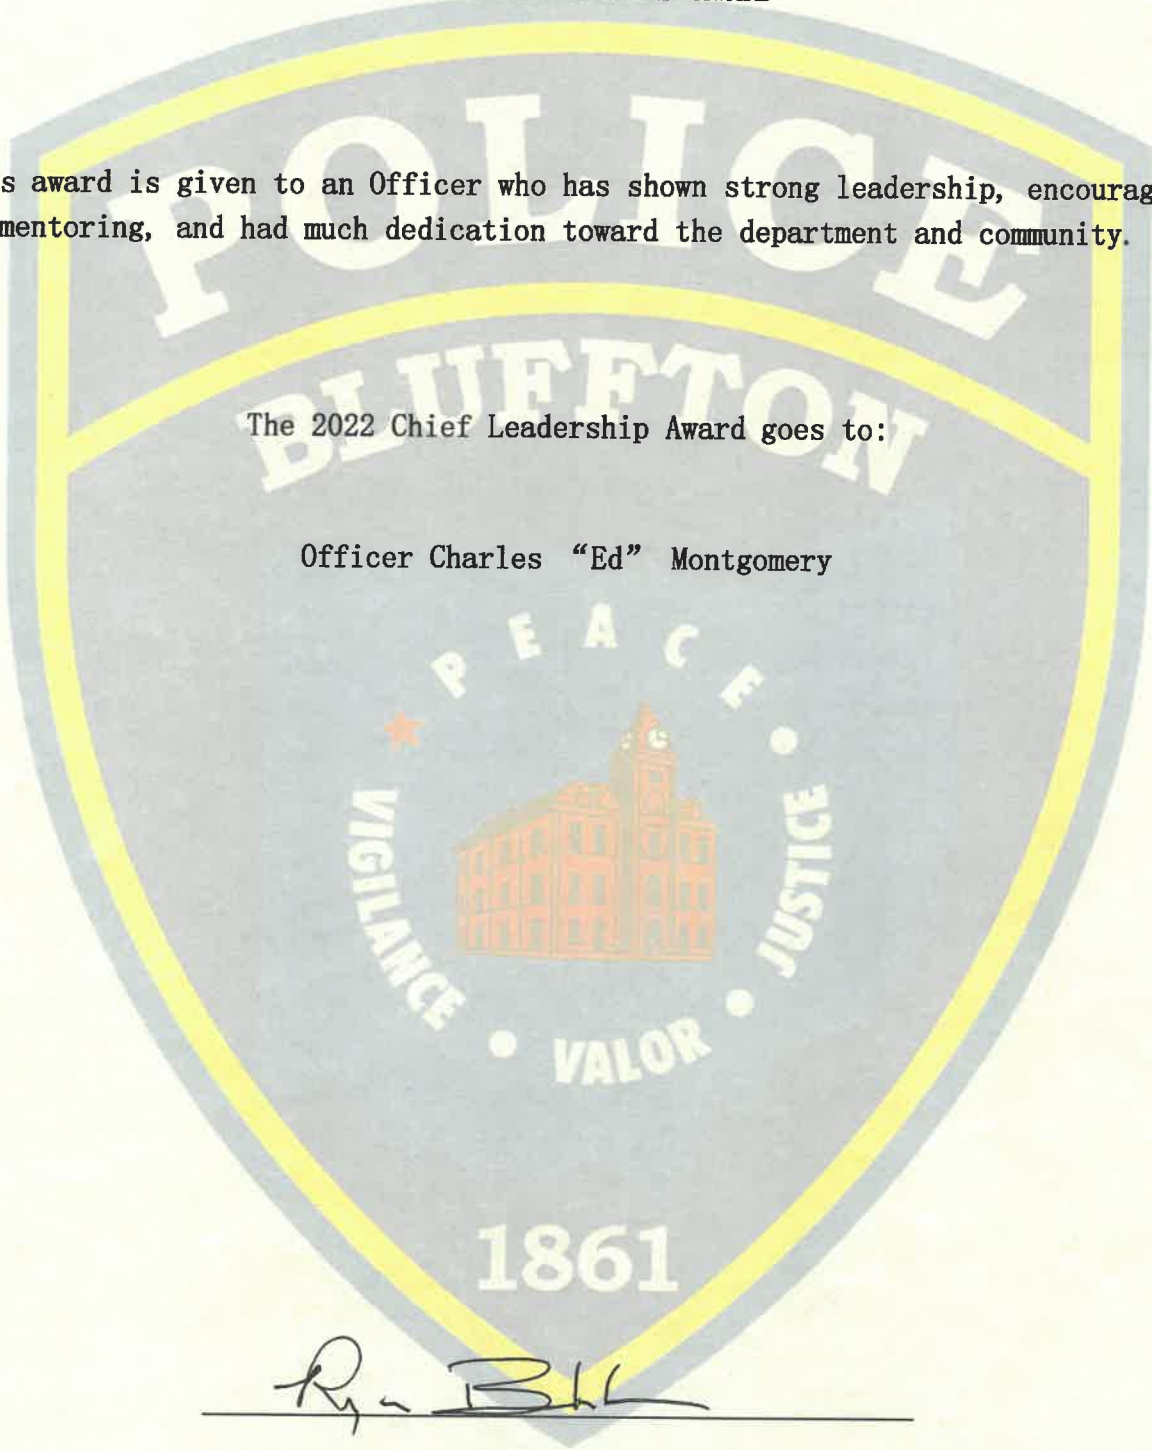 s award is given to an Officer who has shown strong leadership, encourag
mentoring, and had much dedication toward the department and community.
The 2022 Chief Leadership Award goes to:
Officer Charles “Ed” Montgomery
POLICE
BLUFFTON
PEACE • JUSTICE • VALOR • VIGILANCE
1861